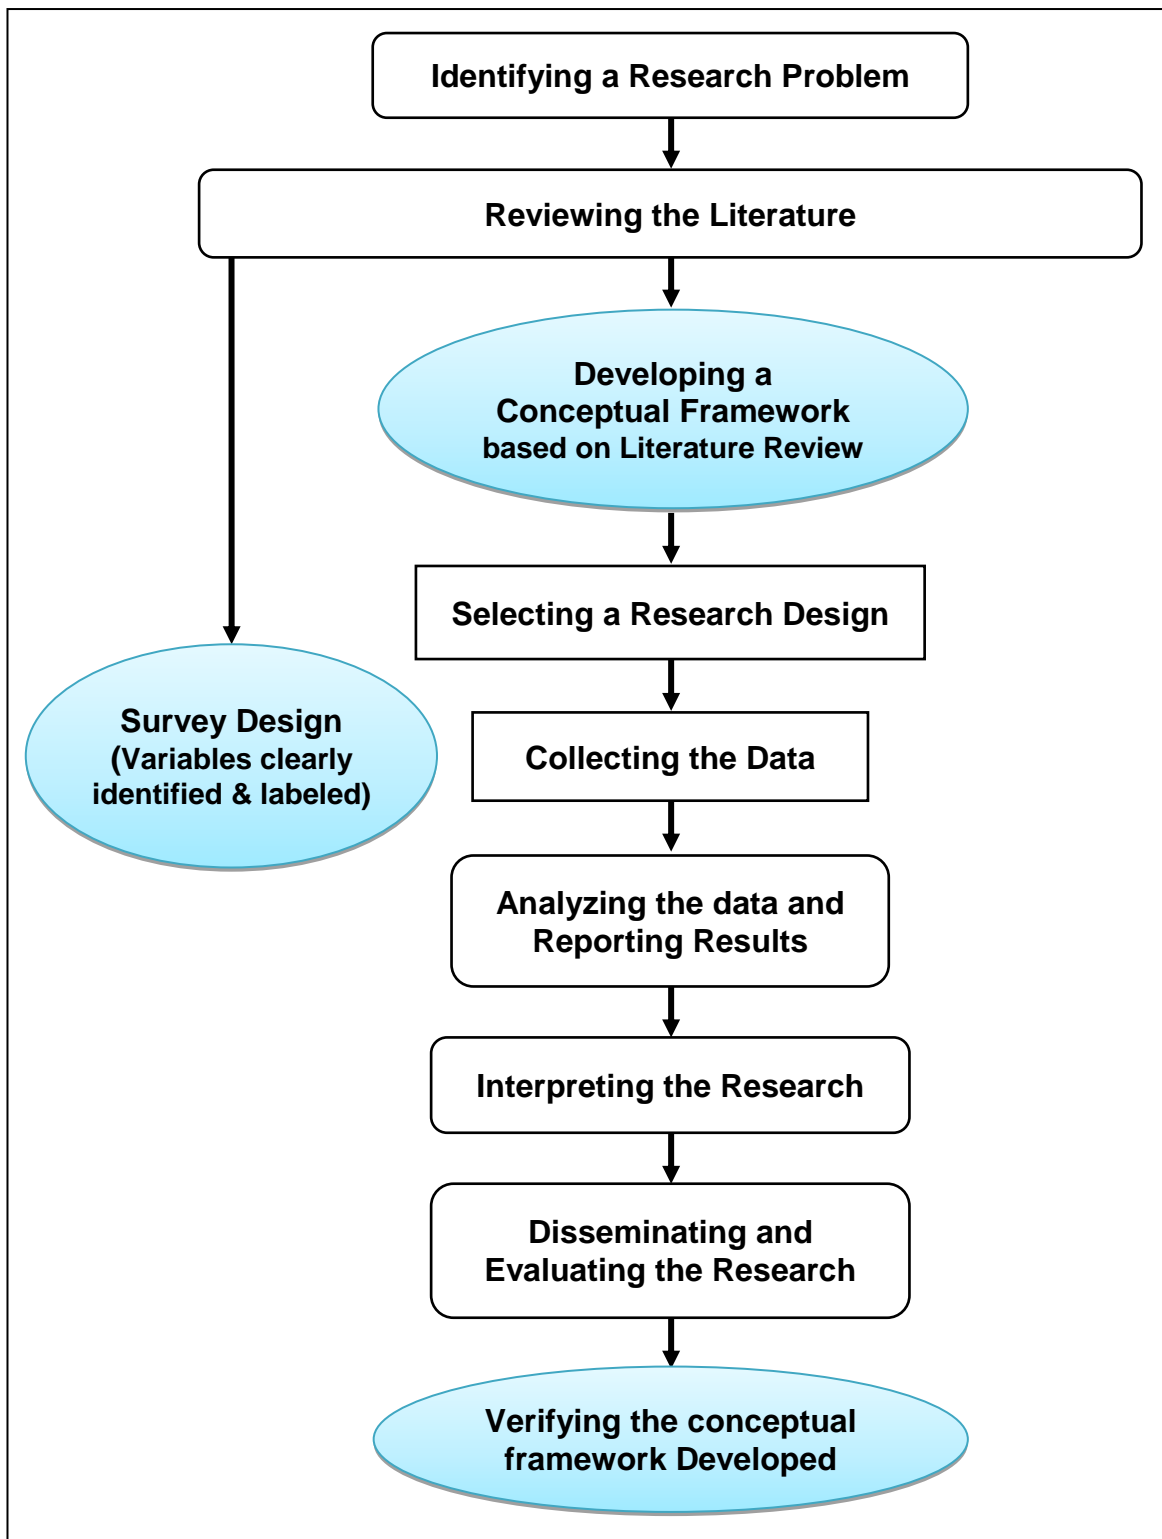 Identifying a Research Problem
Reviewing the Literature
Developing a
Conceptual Framework
based on Literature Review
Selecting a Research Design
Survey Design
(Variables clearly
identified & labeled)
Collecting the Data
Analyzing the data and
Reporting Results
Interpreting the Research
Disseminating and
Evaluating the Research
Verifying the conceptual
framework Developed